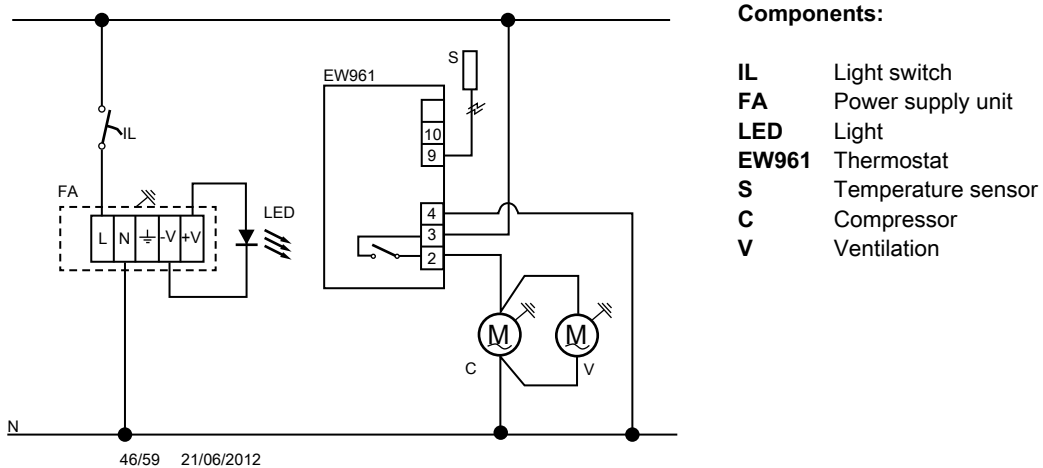 Components:
IL Light switch
FA Power supply unit
LED Light
EW961 Thermostat
S Temperature sensor
C Compressor
V Ventilation
S
EW961
10
9
IL
FA
L N -V +V
LED
4
3
2
M M
C V
N
46/59 21/06/2012